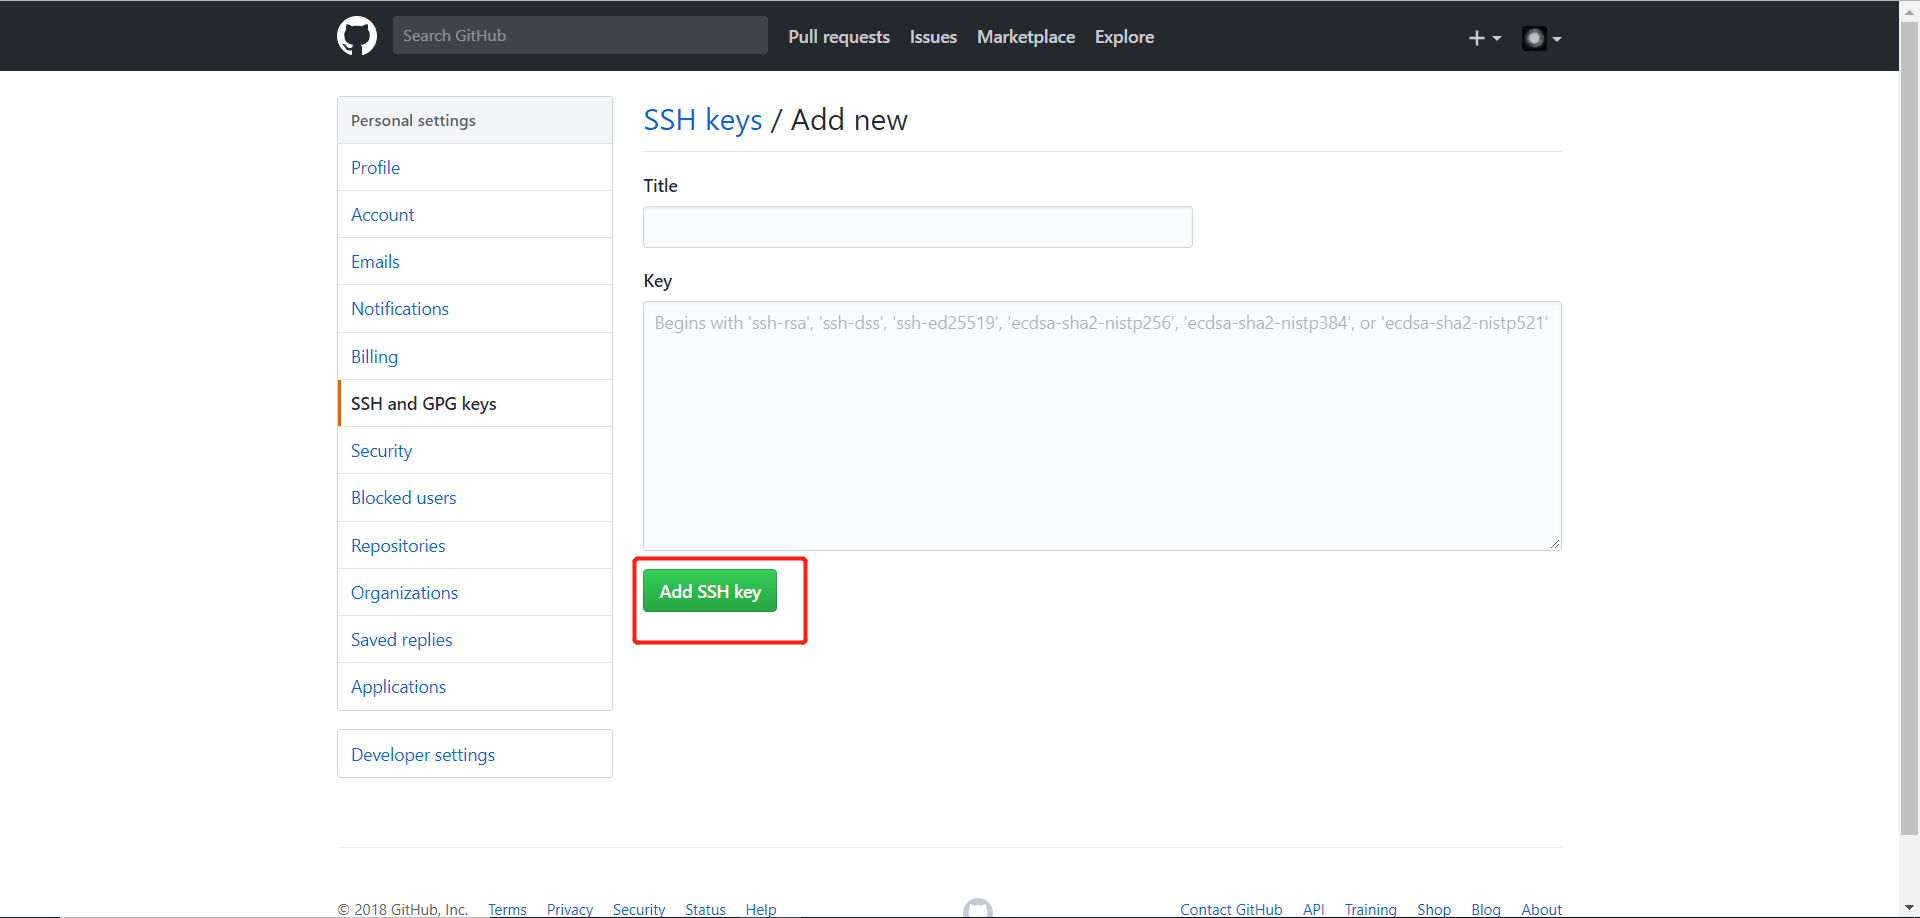 Search GitHub Pull requests Issues Marketplace Explore
Personal settings
Profile
Account
Emails
Notifications
Billing
SSH and GPG keys
Security
Blocked users
Repositories
Organizations
Saved replies
Applications
Developer settings
SSH keys / Add new
Title
Key
Begins with 'ssh-rsa', 'ssh-dss', 'ssh-ed25519', 'ecdsa-sha2-nistp256', 'ecdsa-sha2-nistp384', or 'ecdsa-sha2-nistp521'
Add SSH key
© 2018 GitHub, Inc. Terms Privacy Security Status Help Contact GitHub API Training Shop Blog About